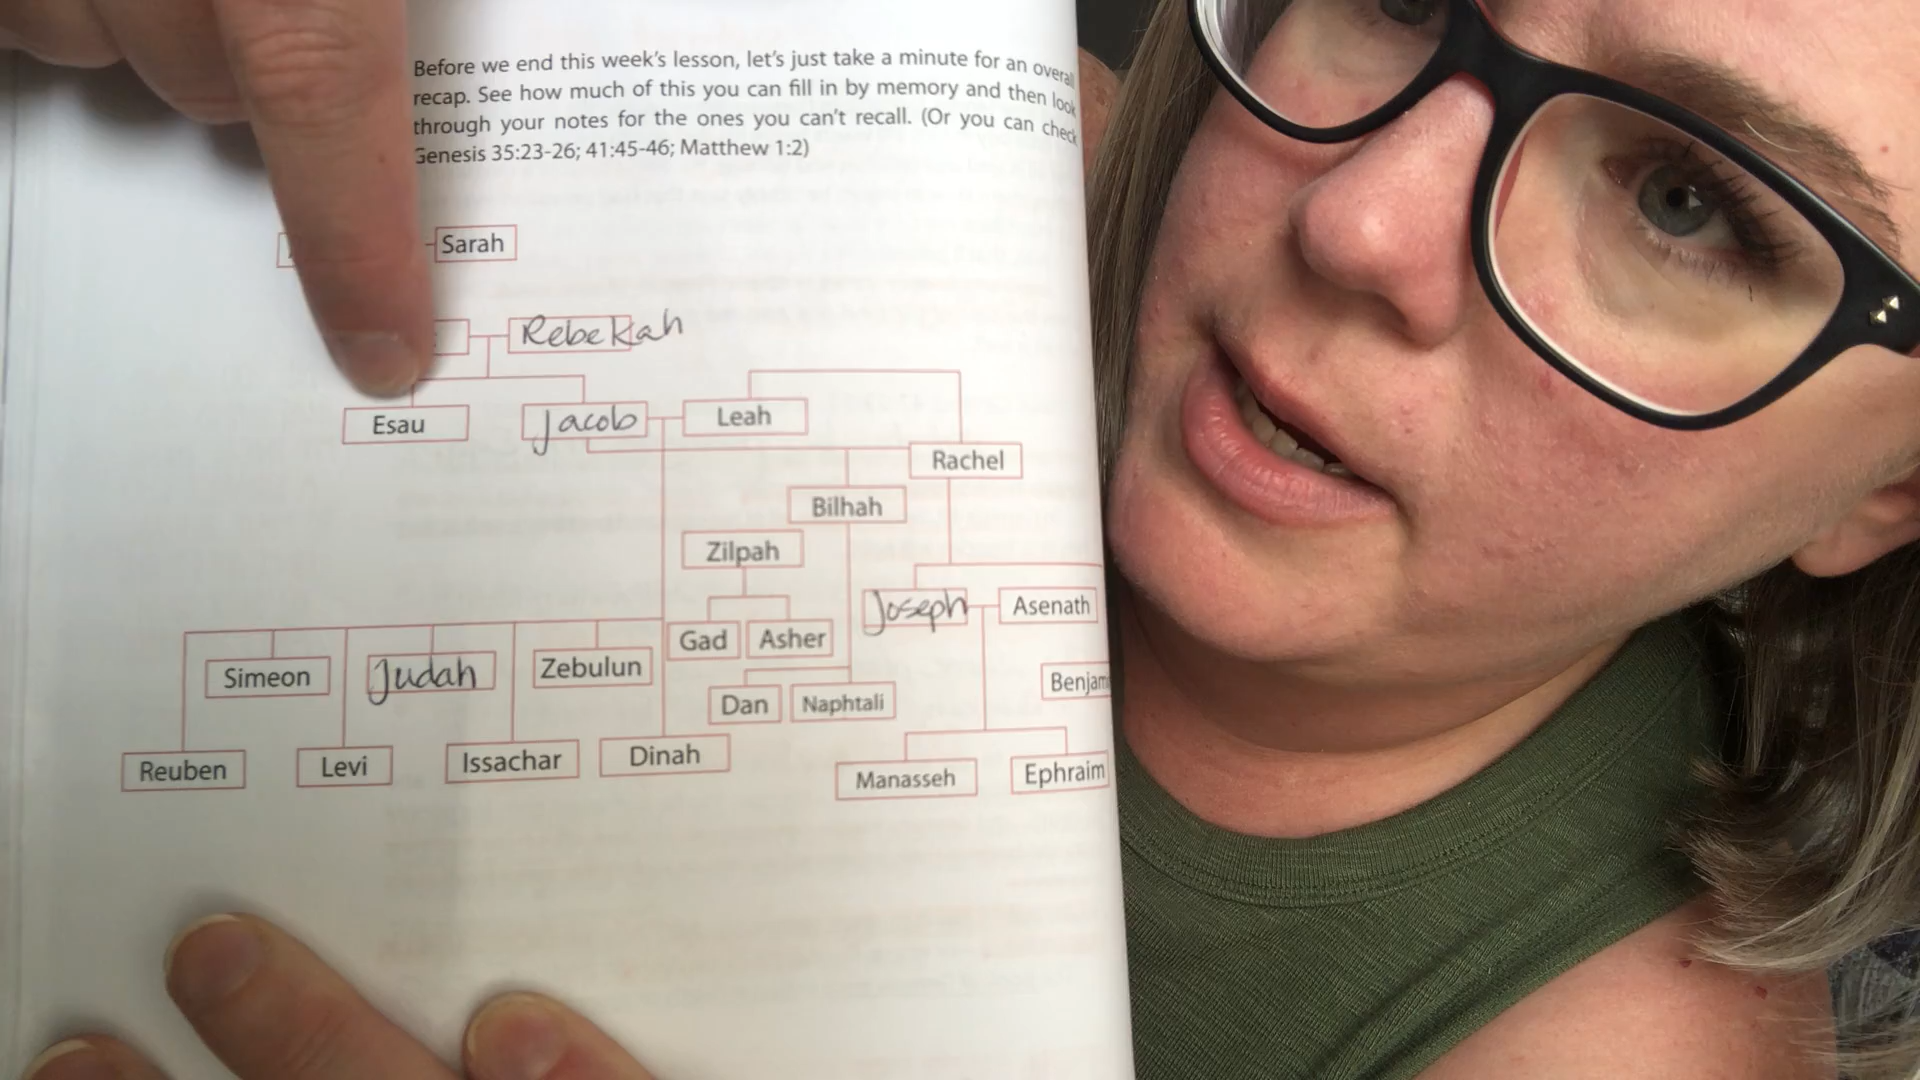 Before we end this week's lesson, let's just take a minute for an overall
recap. See how much of this you can fill in by memory and then look
through your notes for the ones you can't recall. (Or you can check
Genesis 35:23-26; 41:45-46; Matthew 1:2)
Sarah
Rebekah
Esau Jacob Leah
Rachel
Bilhah
Zilpah
Joseph Asenath
Gad Asher
Simeon Judah Zebulun Benjam
Dan Naphtali
Reuben Levi Issachar Dinah Manasseh Ephraim